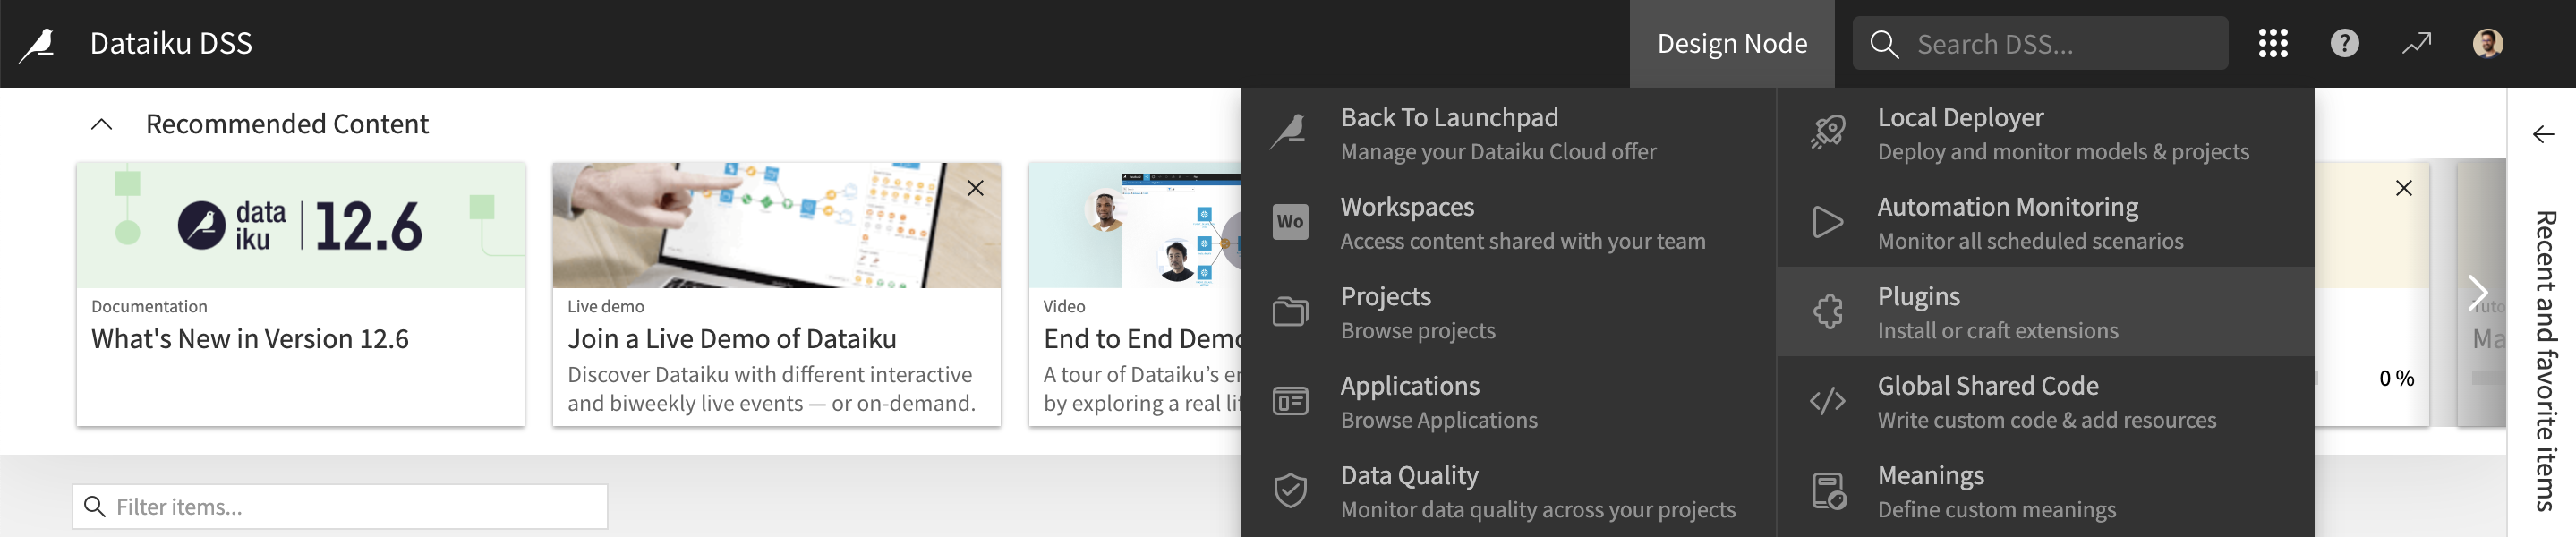 Dataiku DSS
Design Node
Search DSS...
Recommended Content
data
iku
12.6
Documentation
What's New in Version 12.6
Live demo
Join a Live Demo of Dataiku
Discover Dataiku with different interactive
and biweekly live events — or on-demand.
Video
End to End Demo
A tour of Dataiku's
by exploring a real
Back To Launchpad
Manage your Dataiku Cloud offer
Wo
Workspaces
Access content shared with your team
Projects
Browse projects
Applications
Browse Applications
Data Quality
Monitor data quality across your projects
Local Deployer
Deploy and monitor models & projects
Automation Monitoring
Monitor all scheduled scenarios
Plugins
Install or craft extensions
Global Shared Code
Write custom code & add resources
Meanings
Define custom meanings
0 %
Recent and favorite items
Filter items...